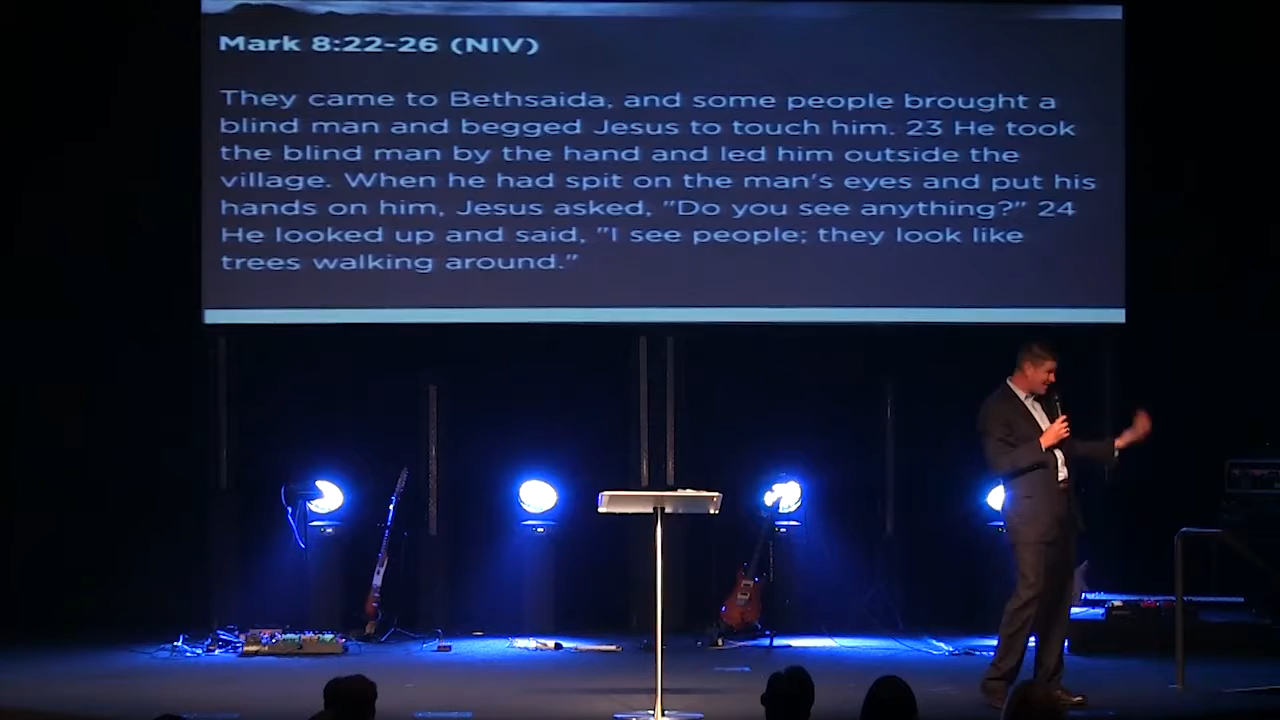 Mark 8:22-26 (NIV)
They came to Bethsaida, and some people brought a
blind man and begged Jesus to touch him. 23 He took
the blind man by the hand and led him outside the
village. When he had spit on the man's eyes and put his
hands on him, Jesus asked, "Do you see anything?" 24
He looked up and said, "I see people; they look like
trees walking around."